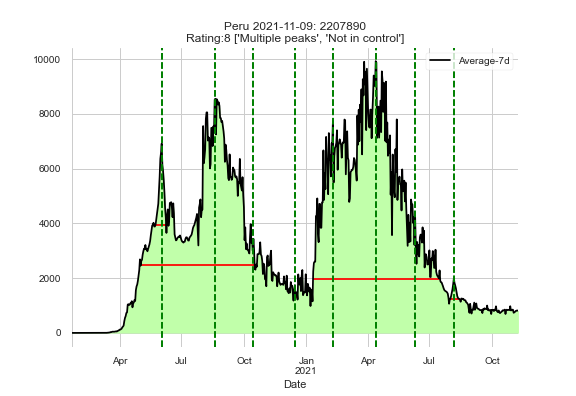 Peru 2021-11-09: 2207890
Rating:8 ['Multiple peaks', 'Not in control']
Average-7d
10000
8000
6000
4000
2000
0
Apr
Jul
Oct
Jan
2021
Apr
Jul
Oct
Date